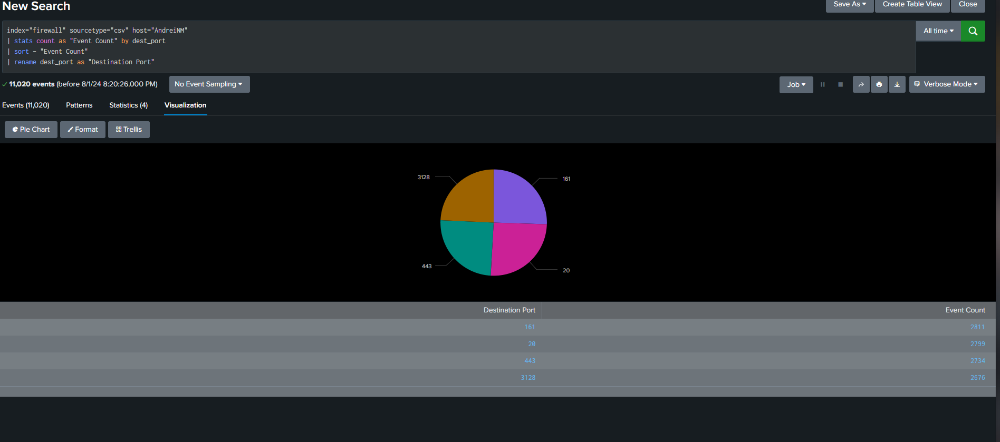 New Search
Save As
Create Table View
Close
index="firewall" sourcetype="csv" host="AndreiNM"
| stats count as "Event Count" by dest_port
| sort - "Event Count"
| rename dest_port as "Destination Port"
All time
11,020 events (before 8/1/24 8:20:26.000 PM)
No Event Sampling
Job
Verbose Mode
Events (11,020)
Patterns
Statistics (4)
Visualization
Pie Chart
Format
Trellis
3128
161
443
20
Destination Port
Event Count
161
2811
20
2799
443
2734
3128
2676